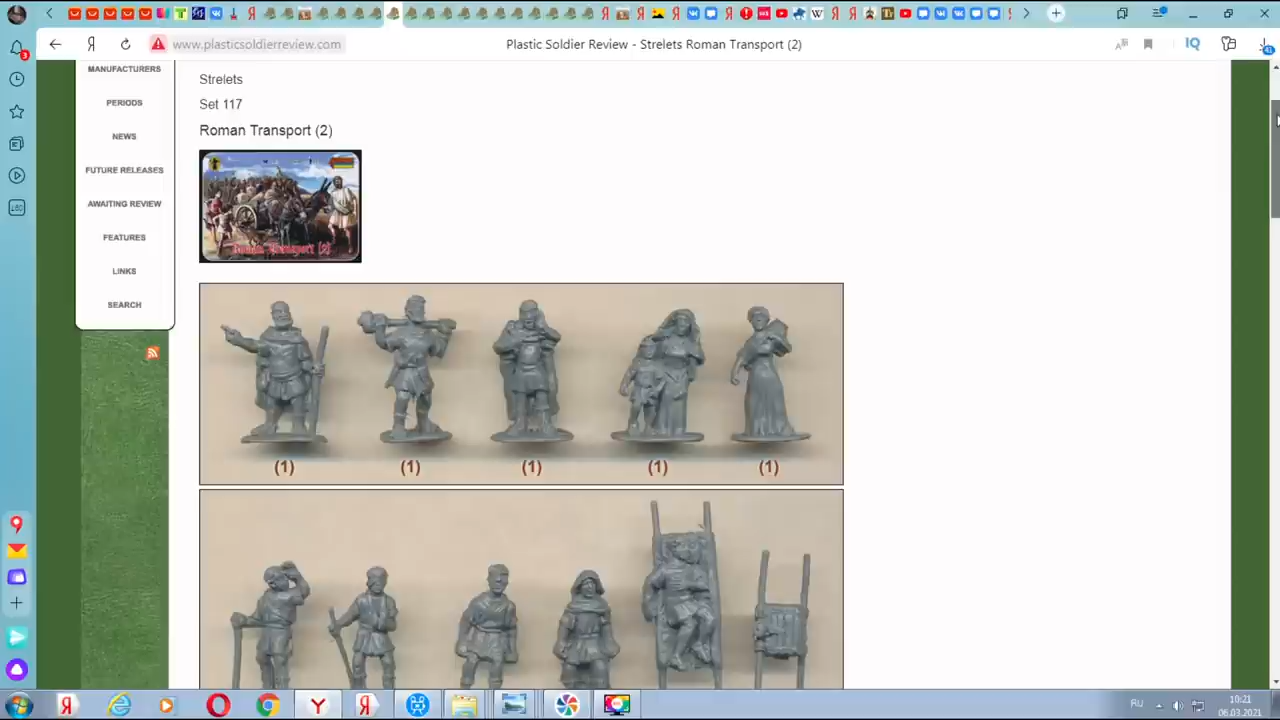 www.plasticsoldierreview.com
Plastic Soldier Review - Strelets Roman Transport (2)
MANUFACTURERS
PERIODS
NEWS
FUTURE RELEASES
AWAITING REVIEW
FEATURES
LINKS
SEARCH
Strelets
Set 117
Roman Transport (2)
Roman Transport (2)
(1)
(1)
(1)
(1)
(1)
RU
10:21
06.03.2021